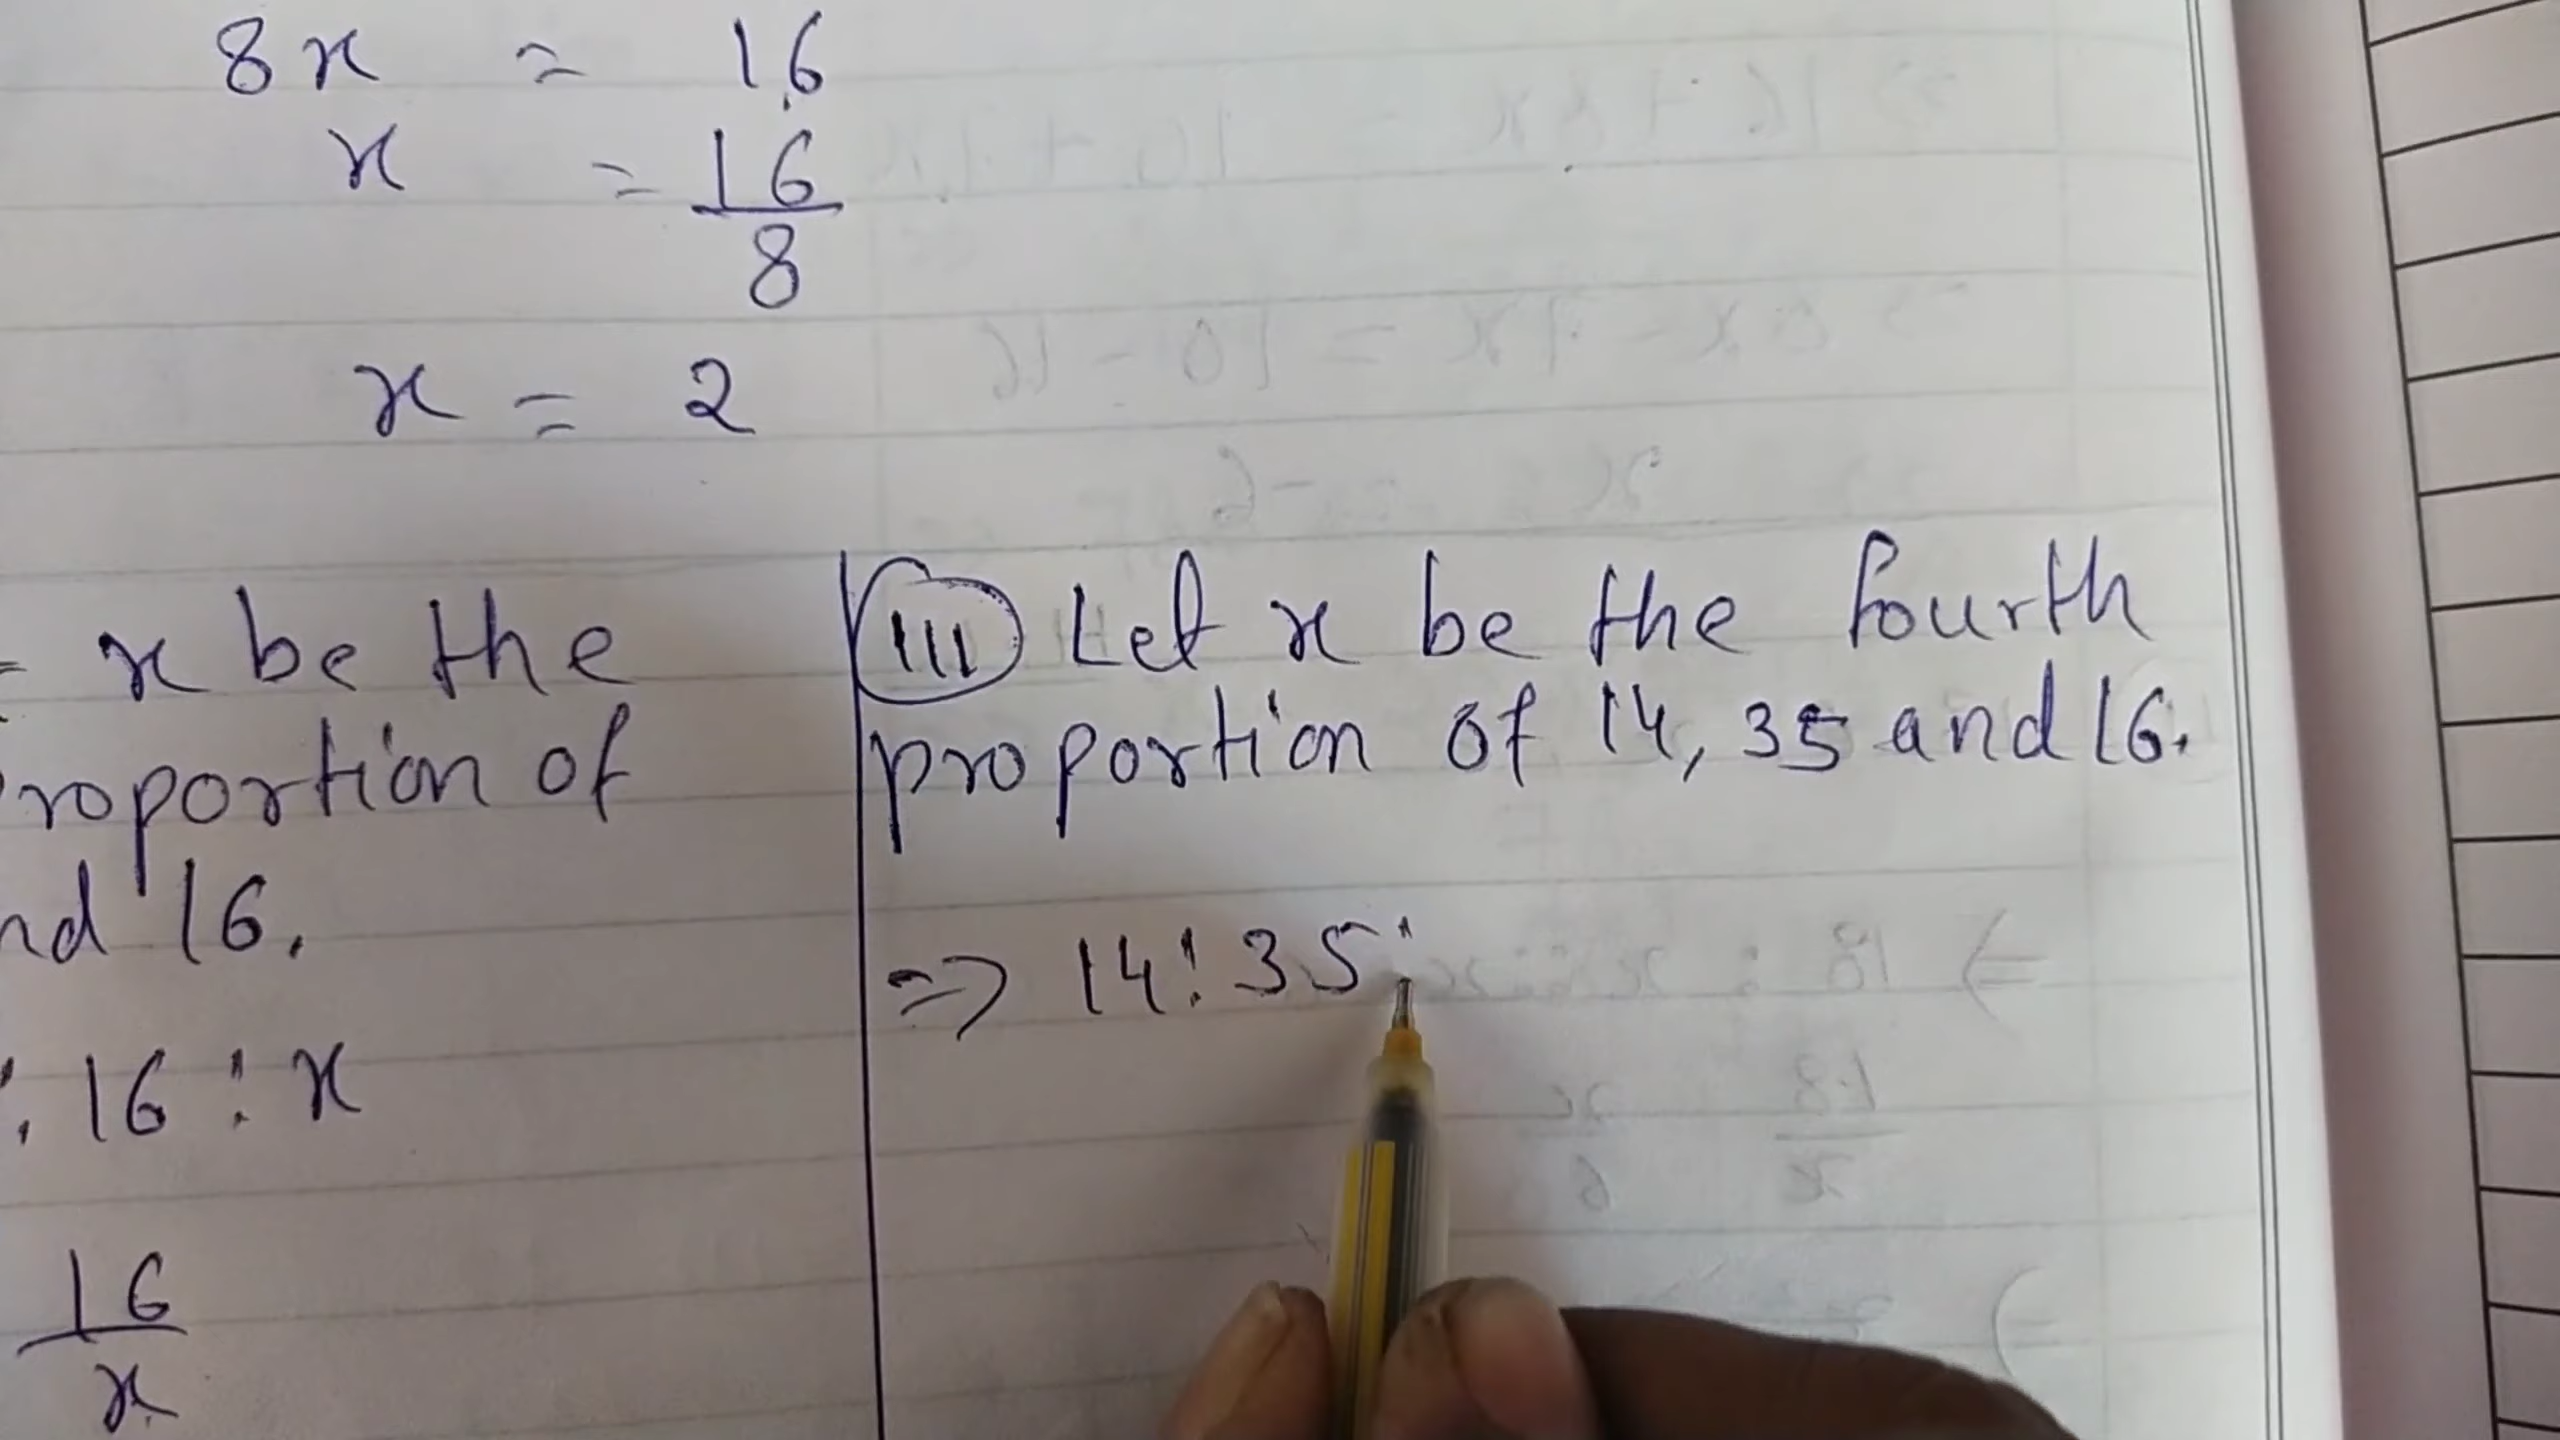 8x = 16
x = 16
8
x = 2
= x be the
proportion of
nd 16.
: 16 : x
16
x
(iii) Let x be the fourth
proportion of 14, 35 and 16.
⇒ 14 : 35 :